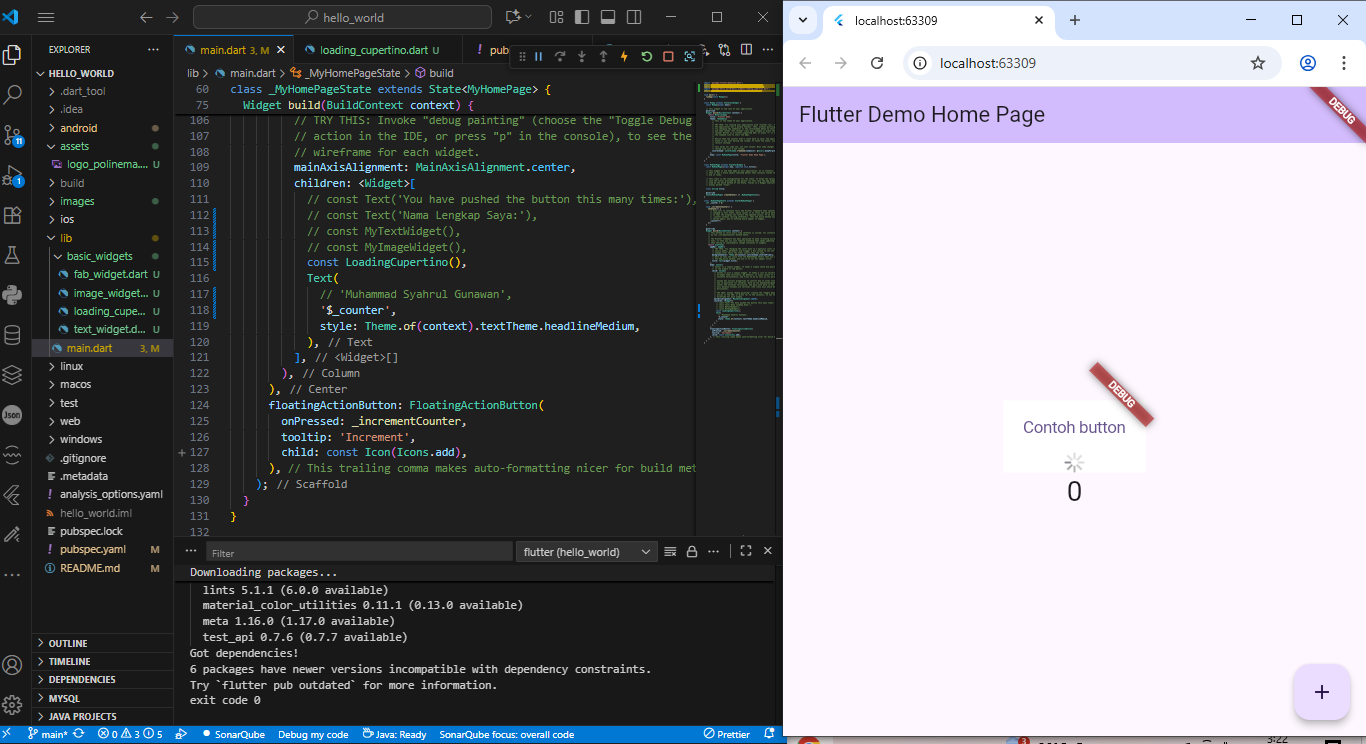 hello_world
EXPLORER
HELLO_WORLD
.dart_tool
.idea
android
assets
logo_polinema.... U
build
images
ios
lib
basic_widgets
fab_widget.dart U
image_widget... U
loading_cupe... U
text_widget.d... U
main.dart 3, M
linux
macos
test
web
windows
.gitignore
.metadata
analysis_options.yaml
hello_world.iml
pubspec.lock
pubspec.yaml M
README.md M
OUTLINE
TIMELINE
DEPENDENCIES
MYSQL
JAVA PROJECTS
11
1
Json
main.dart 3, M
loading_cupertino.dart U
pub
lib > main.dart > _MyHomePageState > build
60 class _MyHomePageState extends State<MyHomePage> {
75 Widget build(BuildContext context) {
106 // TRY THIS: Invoke "debug painting" (choose the "Toggle Debug
107 // action in the IDE, or press "p" in the console), to see the
108 // wireframe for each widget.
109 mainAxisAlignment: MainAxisAlignment.center,
110 children: <Widget>[
111 // const Text('You have pushed the button this many times:'),
112 // const Text('Nama Lengkap Saya:'),
113 // const MyTextWidget(),
114 // const MyImageWidget(),
115 const LoadingCupertino(),
116 Text(
117 // 'Muhammad Syahrul Gunawan',
118 '$_counter',
119 style: Theme.of(context).textTheme.headlineMedium,
120 ), // Text
121 ], // <Widget>[]
122 ), // Column
123 ), // Center
124 floatingActionButton: FloatingActionButton(
125 onPressed: _incrementCounter,
126 tooltip: 'Increment',
127 child: const Icon(Icons.add),
128 ), // This trailing comma makes auto-formatting nicer for build met
129 ); // Scaffold
130 }
131 }
132
Filter
flutter (hello_world)
Downloading packages...
lints 5.1.1 (6.0.0 available)
material_color_utilities 0.11.1 (0.13.0 available)
meta 1.16.0 (1.17.0 available)
test_api 0.7.6 (0.7.7 available)
Got dependencies!
6 packages have newer versions incompatible with dependency constraints.
Try `flutter pub outdated` for more information.
exit code 0
main* 0 3 5 SonarQube Debug my code Java: Ready SonarQube focus: overall code Prettier
localhost:63309
localhost:63309
Flutter Demo Home Page
DEBUG
DEBUG
Contoh button
0
+
3:22